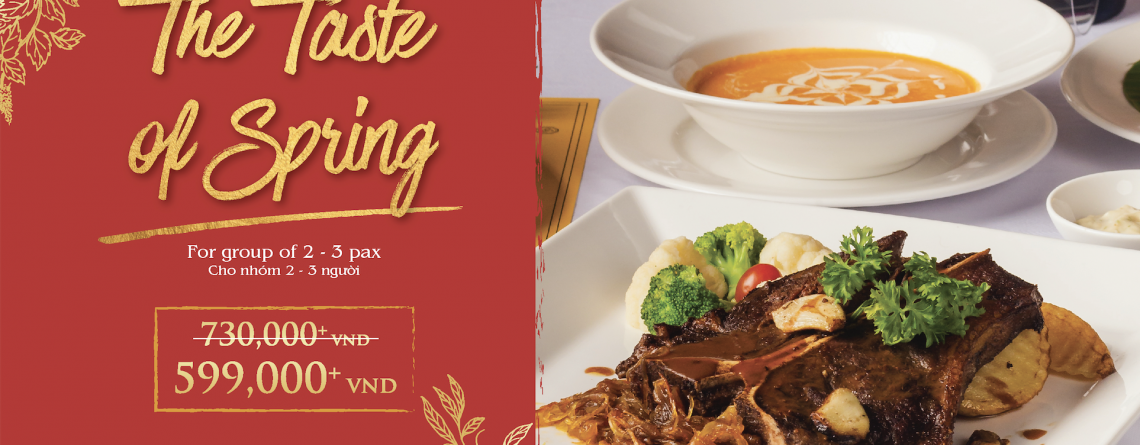 The Taste
of Spring
For group of 2 - 3 pax
Cho nhóm 2 - 3 người
730,000+ VND
599,000+ VND